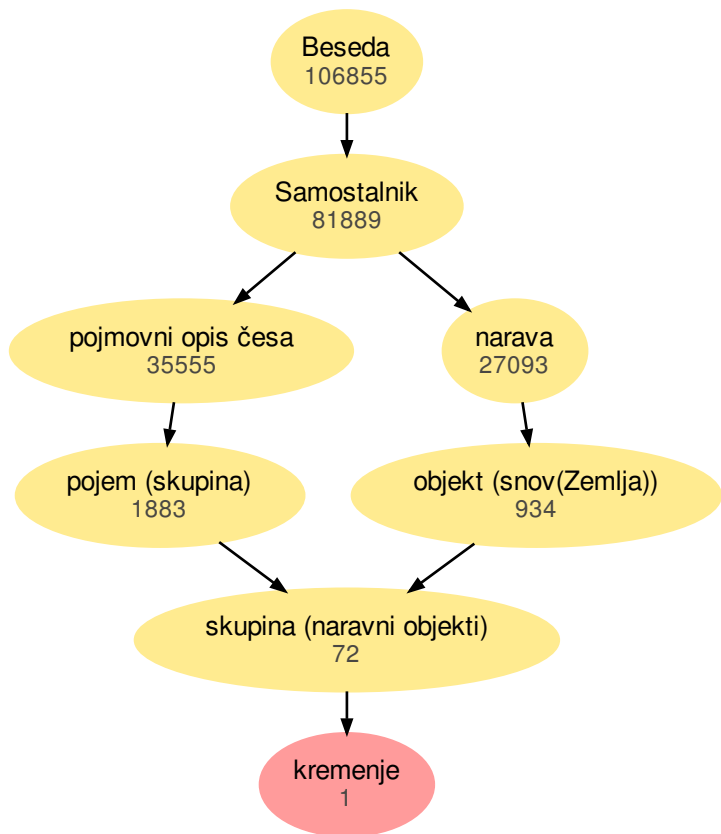 Beseda
106855
Samostalnik
81889
pojmovni opis česa
35555
narava
27093
pojem (skupina)
1883
objekt (snov(Zemlja))
934
skupina (naravni objekti)
72
kremenje
1